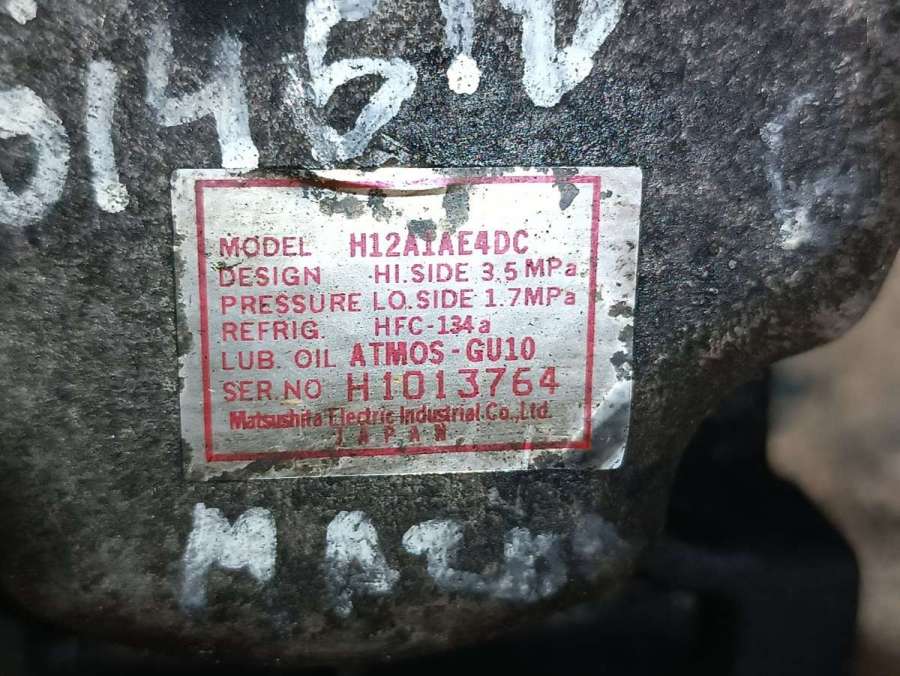 MODEL H12A1AE4DC
DESIGN HI.SIDE 3.5 MPa
PRESSURE LO.SIDE 1.7MPa
REFRIG. HFC-134a
LUB. OIL ATMOS-GU10
SER.NO H1013764
Matsushita Electric Industrial Co., Ltd.
JAPAN